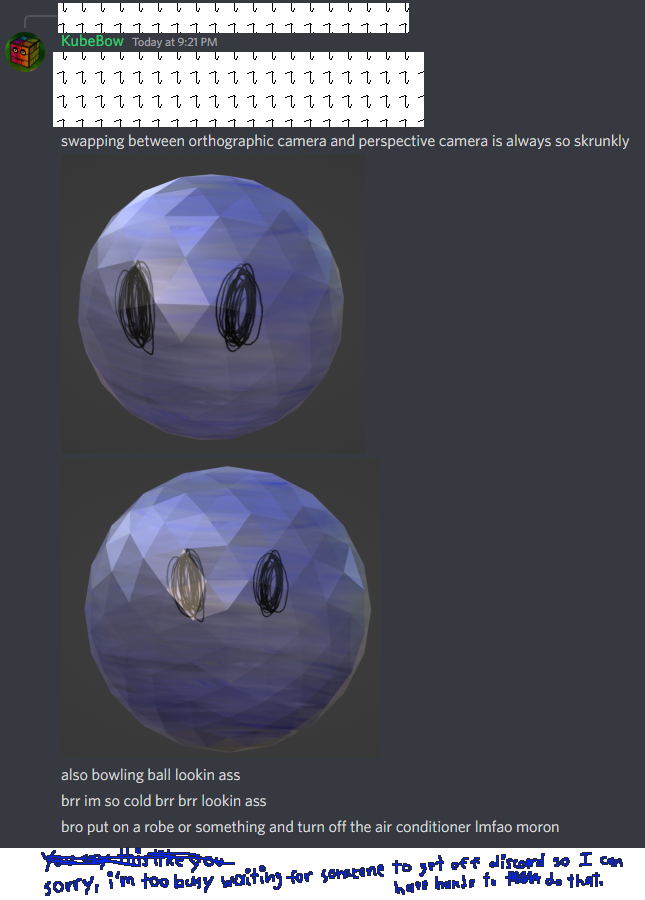 KubeBow Today at 9:21 PM
swapping between orthographic camera and perspective camera is always so skrunkly
also bowling ball lookin ass
brr im so cold brr brr lookin ass
bro put on a robe or something and turn off the air conditioner lmfao moron
You say this like you
sorry, i'm too busy waiting for someone to get off discord so I can
have hands to do that.